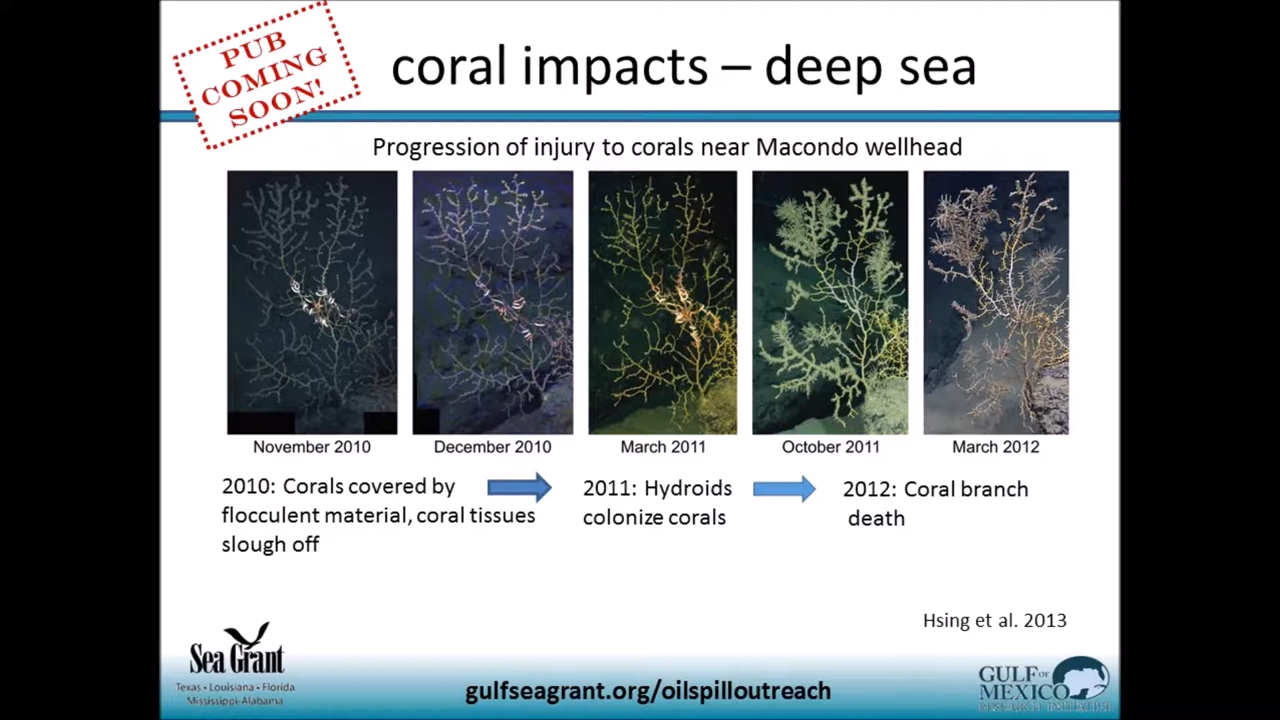 PUB
COMING
SOON!
coral impacts – deep sea
Progression of injury to corals near Macondo wellhead
November 2010
December 2010
March 2011
October 2011
March 2012
2010: Corals covered by
flocculent material, coral tissues
slough off
2011: Hydroids
colonize corals
2012: Coral branch
death
Hsing et al. 2013
Sea Grant
Texas • Louisiana • Florida
Mississippi-Alabama
gulfseagrant.org/oilspilloutreach
GULF OF
MEXICO
RESEARCH INITIATIVE